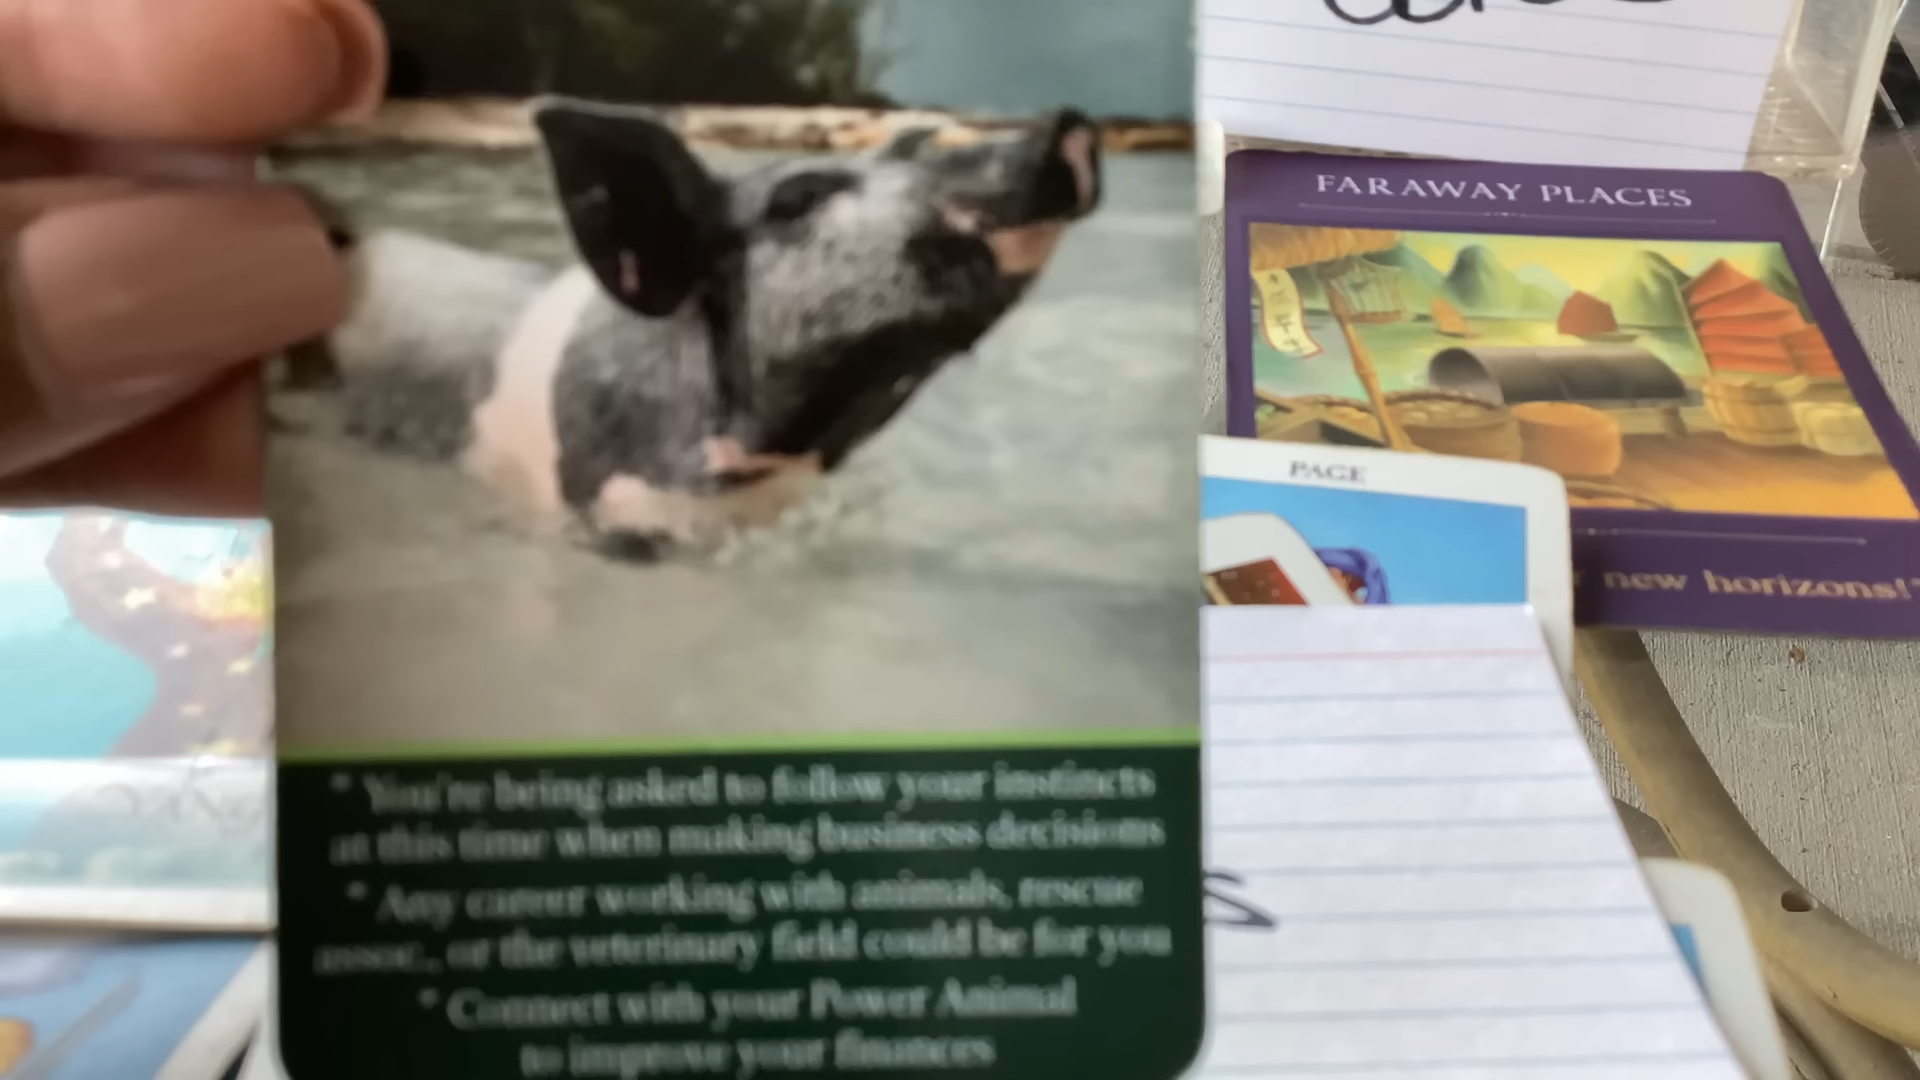 * You're being asked to follow your instincts
at this time when making business decisions
* Any career working with animals, rescue
assoc., or the veterinary field could be for you
* Connect with your Power Animal
to improve your finances
FARAWAY PLACES
new horizons!"
PAGE